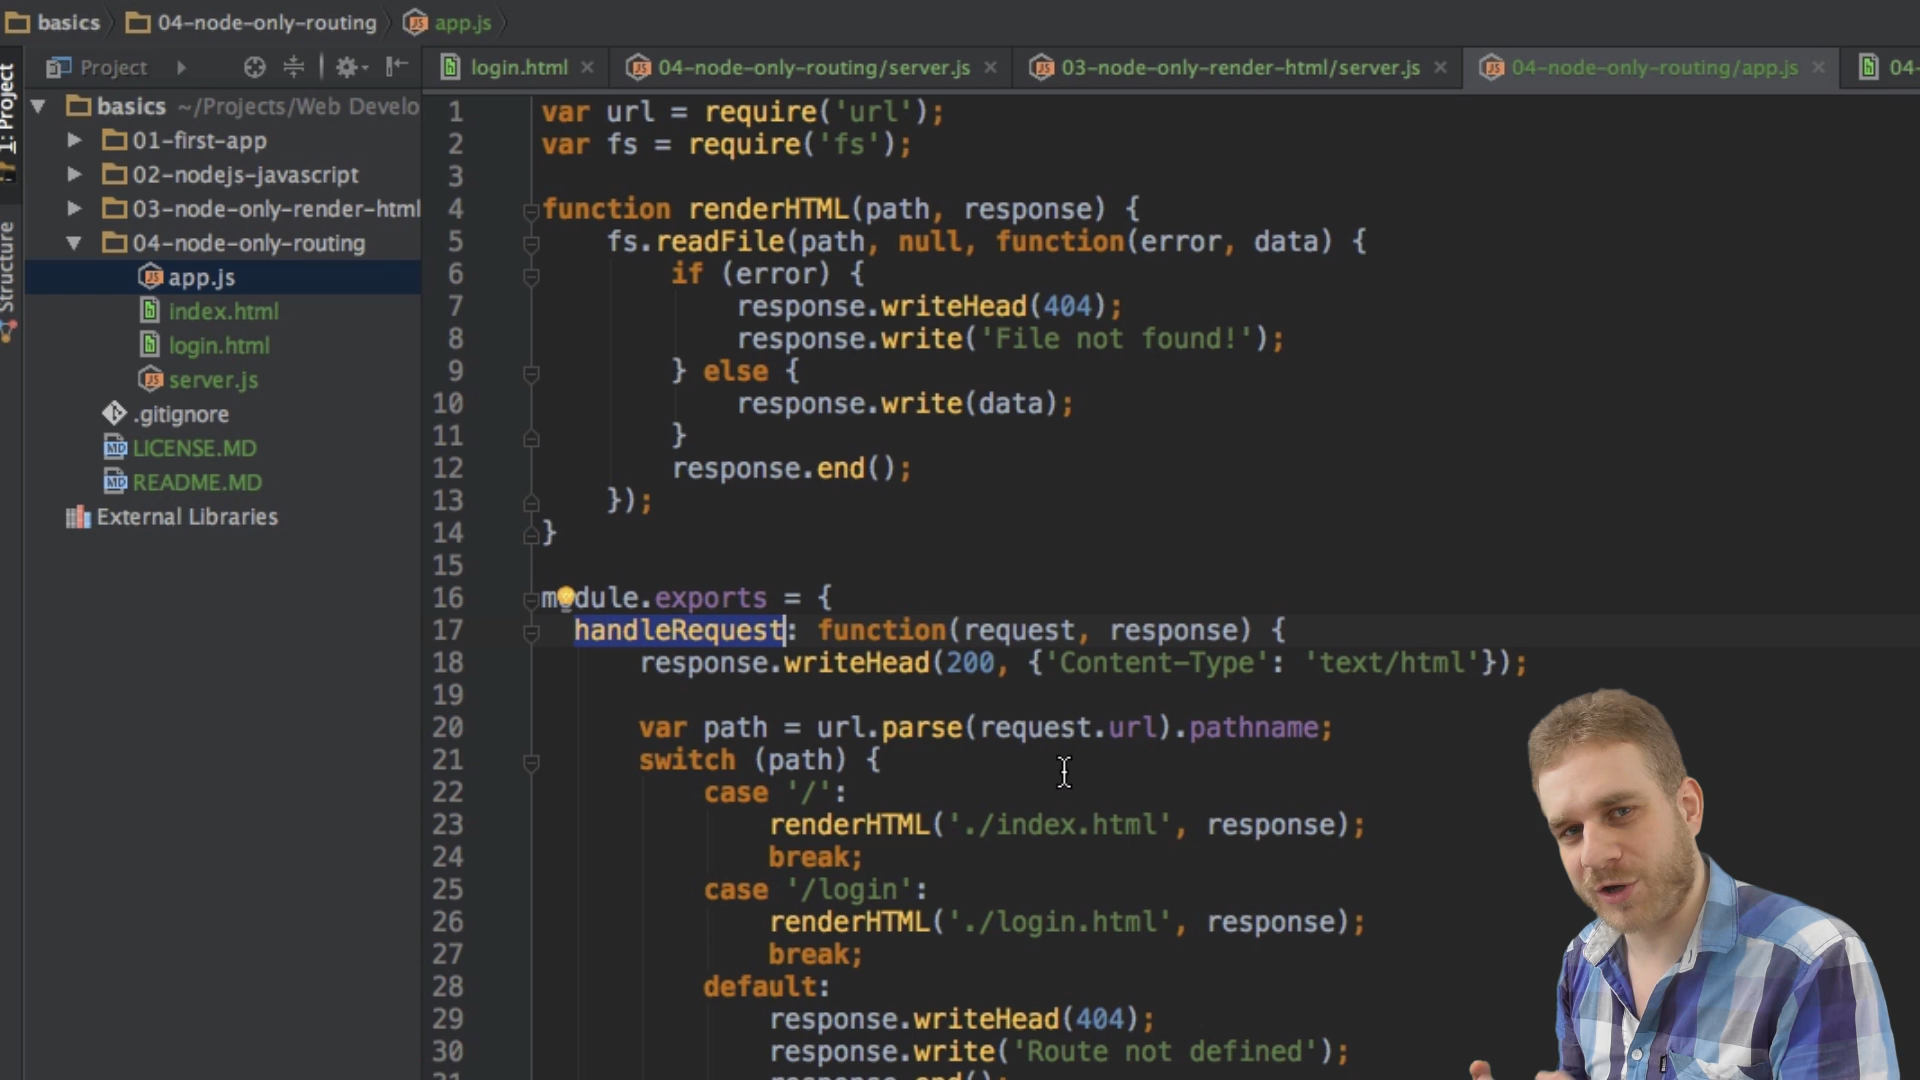 basics 04-node-only-routing app.js
1: Project
Structure
Project
login.html 04-node-only-routing/server.js 03-node-only-render-html/server.js 04-node-only-routing/app.js 04-
basics ~/Projects/Web Develo
01-first-app
02-nodejs-javascript
03-node-only-render-html
04-node-only-routing
app.js
index.html
login.html
server.js
.gitignore
LICENSE.MD
README.MD
External Libraries
1 var url = require('url');
2 var fs = require('fs');
3
4 function renderHTML(path, response) {
5 fs.readFile(path, null, function(error, data) {
6 if (error) {
7 response.writeHead(404);
8 response.write('File not found!');
9 } else {
10 response.write(data);
11 }
12 response.end();
13 });
14 }
15
16 module.exports = {
17 handleRequest: function(request, response) {
18 response.writeHead(200, {'Content-Type': 'text/html'});
19
20 var path = url.parse(request.url).pathname;
21 switch (path) {
22 case '/':
23 renderHTML('./index.html', response);
24 break;
25 case '/login':
26 renderHTML('./login.html', response);
27 break;
28 default:
29 response.writeHead(404);
30 response.write('Route not defined');
31 response.end();